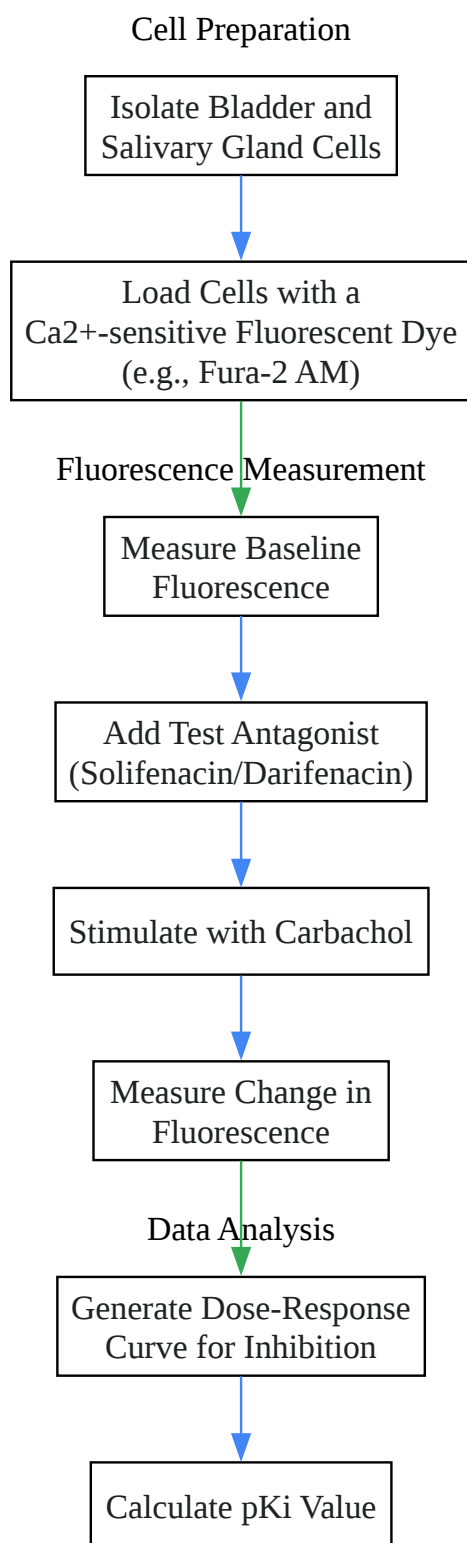 Cell Preparation
Isolate Bladder and
Salivary Gland Cells
Load Cells with a
Ca2+-sensitive Fluorescent Dye
(e.g., Fura-2 AM)
Fluorescence Measurement
Measure Baseline
Fluorescence
Add Test Antagonist
(Solifenacin/Darifenacin)
Stimulate with Carbachol
Measure Change in
Fluorescence
Data Analysis
Generate Dose-Response
Curve for Inhibition
Calculate pKi Value